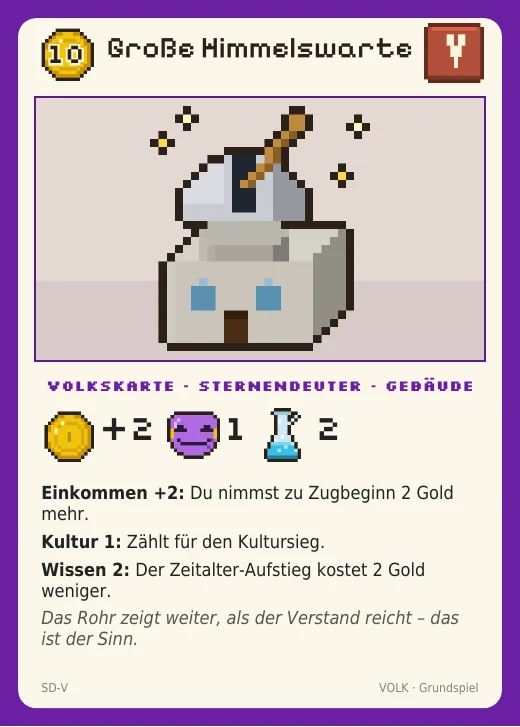 10 Große Himmelswarte V
VOLKSKARTE · STERNENDEUTER · GEBÄUDE
+2 1 2
Einkommen +2: Du nimmst zu Zugbeginn 2 Gold
mehr.
Kultur 1: Zählt für den Kultursieg.
Wissen 2: Der Zeitalter-Aufstieg kostet 2 Gold
weniger.
Das Rohr zeigt weiter, als der Verstand reicht – das
ist der Sinn.
SD-V VOLK · Grundspiel